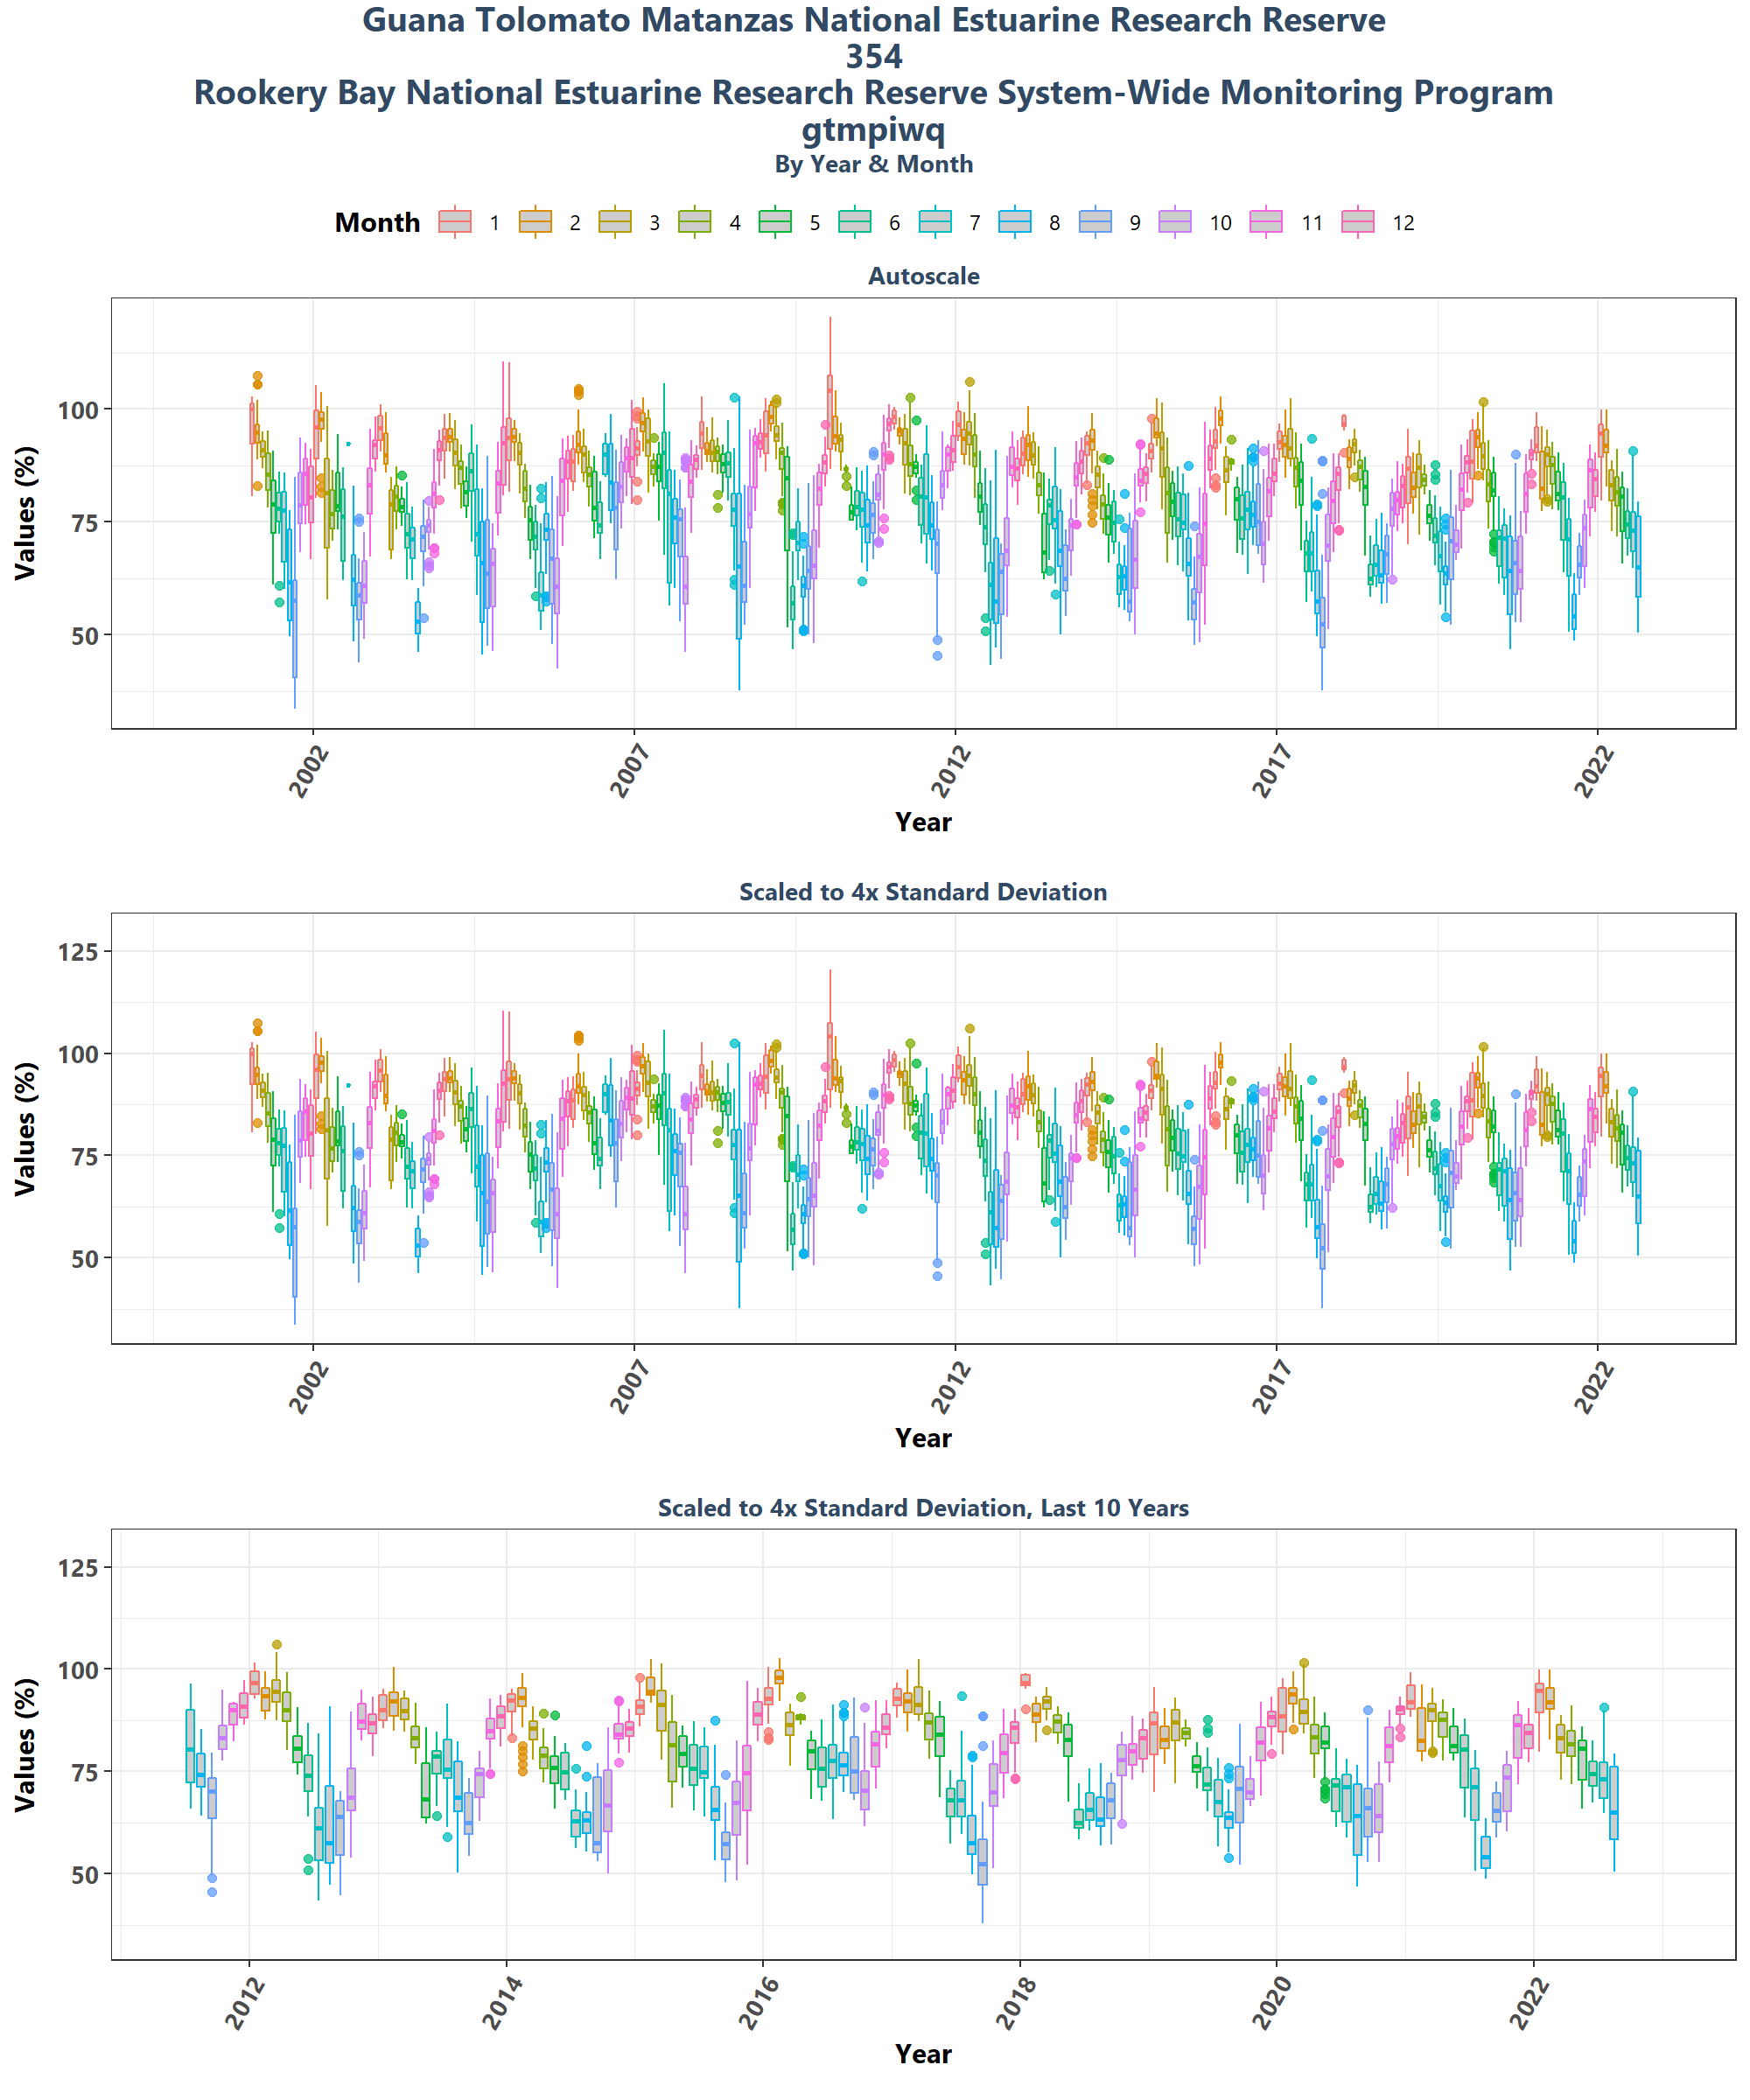 Guana Tolomato Matanzas National Estuarine Research Reserve
354
Rookery Bay National Estuarine Research Reserve System-Wide Monitoring Program
gtmpiwq
By Year & Month
Month 1 2 3 4 5 6 7 8 9 10 11 12
Autoscale
Values (%)
100
75
50
2002 2007 2012 2017 2022
Year
Scaled to 4x Standard Deviation
Values (%)
125
100
75
50
2002 2007 2012 2017 2022
Year
Scaled to 4x Standard Deviation, Last 10 Years
Values (%)
125
100
75
50
2012 2014 2016 2018 2020 2022
Year